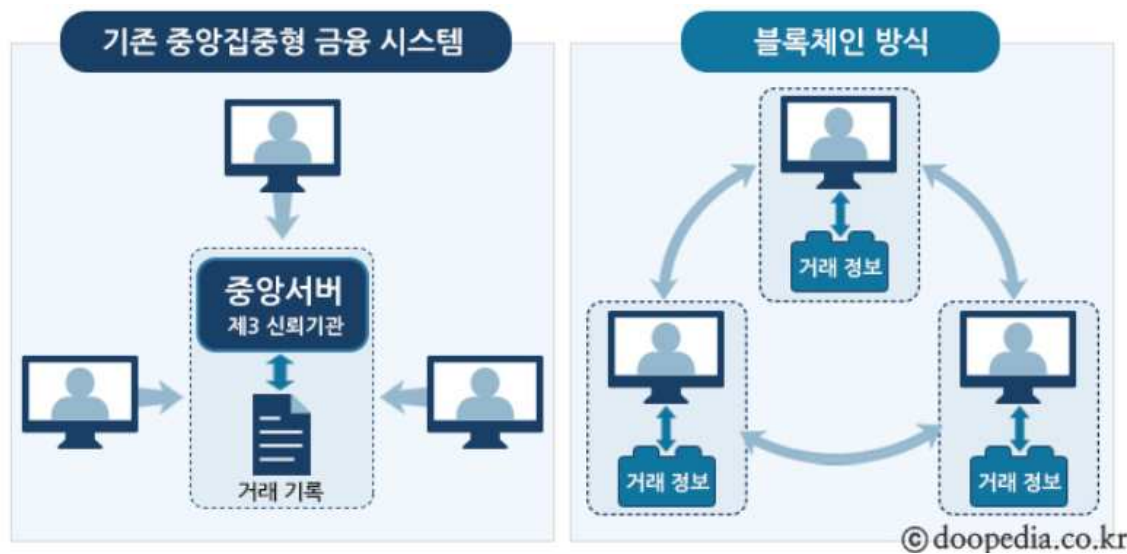 기존 중앙집중형 금융 시스템
중앙서버
제3 신뢰기관
거래 기록
블록체인 방식
거래 정보
거래 정보
거래 정보
ⓒ doopedia.co.kr